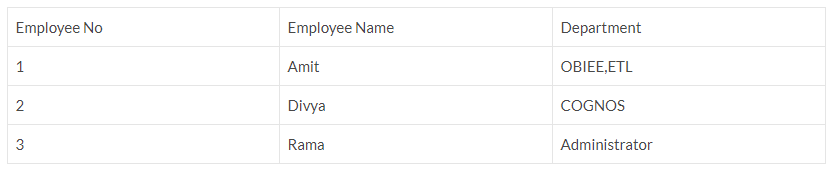 Employee No Employee Name Department
1 Amit OBIEE,ETL
2 Divya COGNOS
3 Rama Administrator